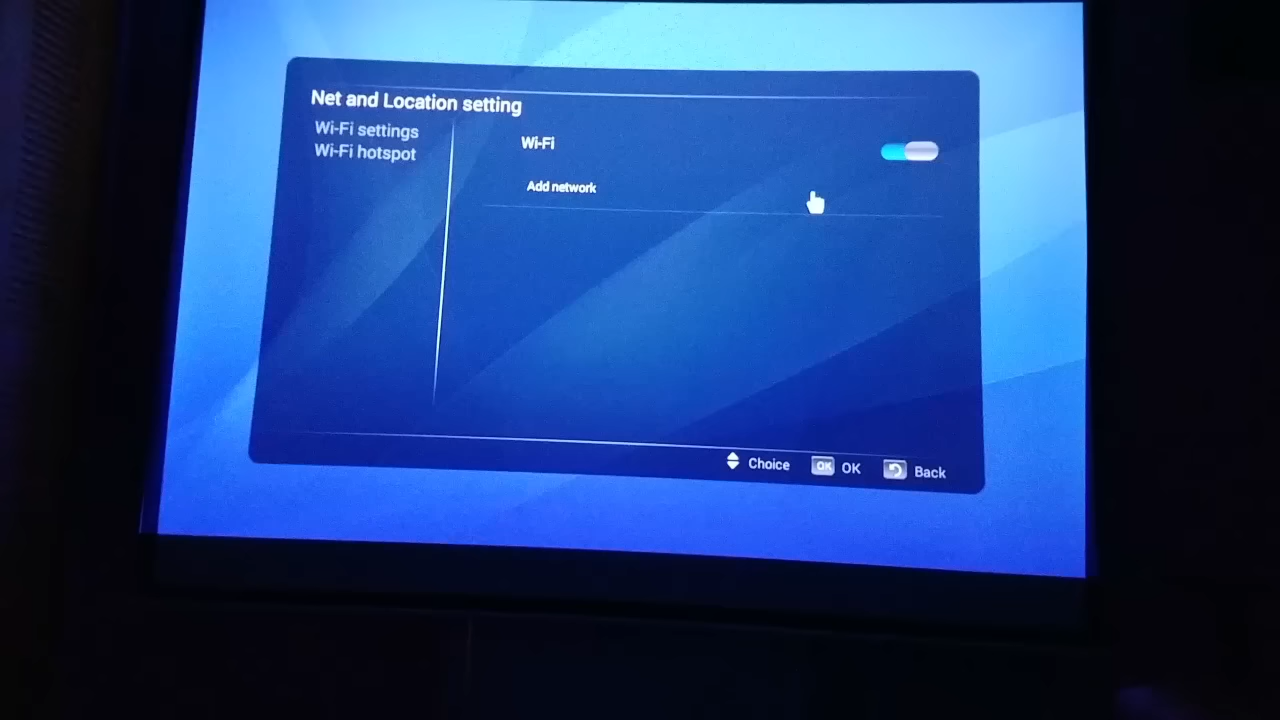 Net and Location setting
Wi-Fi settings
Wi-Fi hotspot
Wi-Fi
Add network
Choice
OK OK
Back